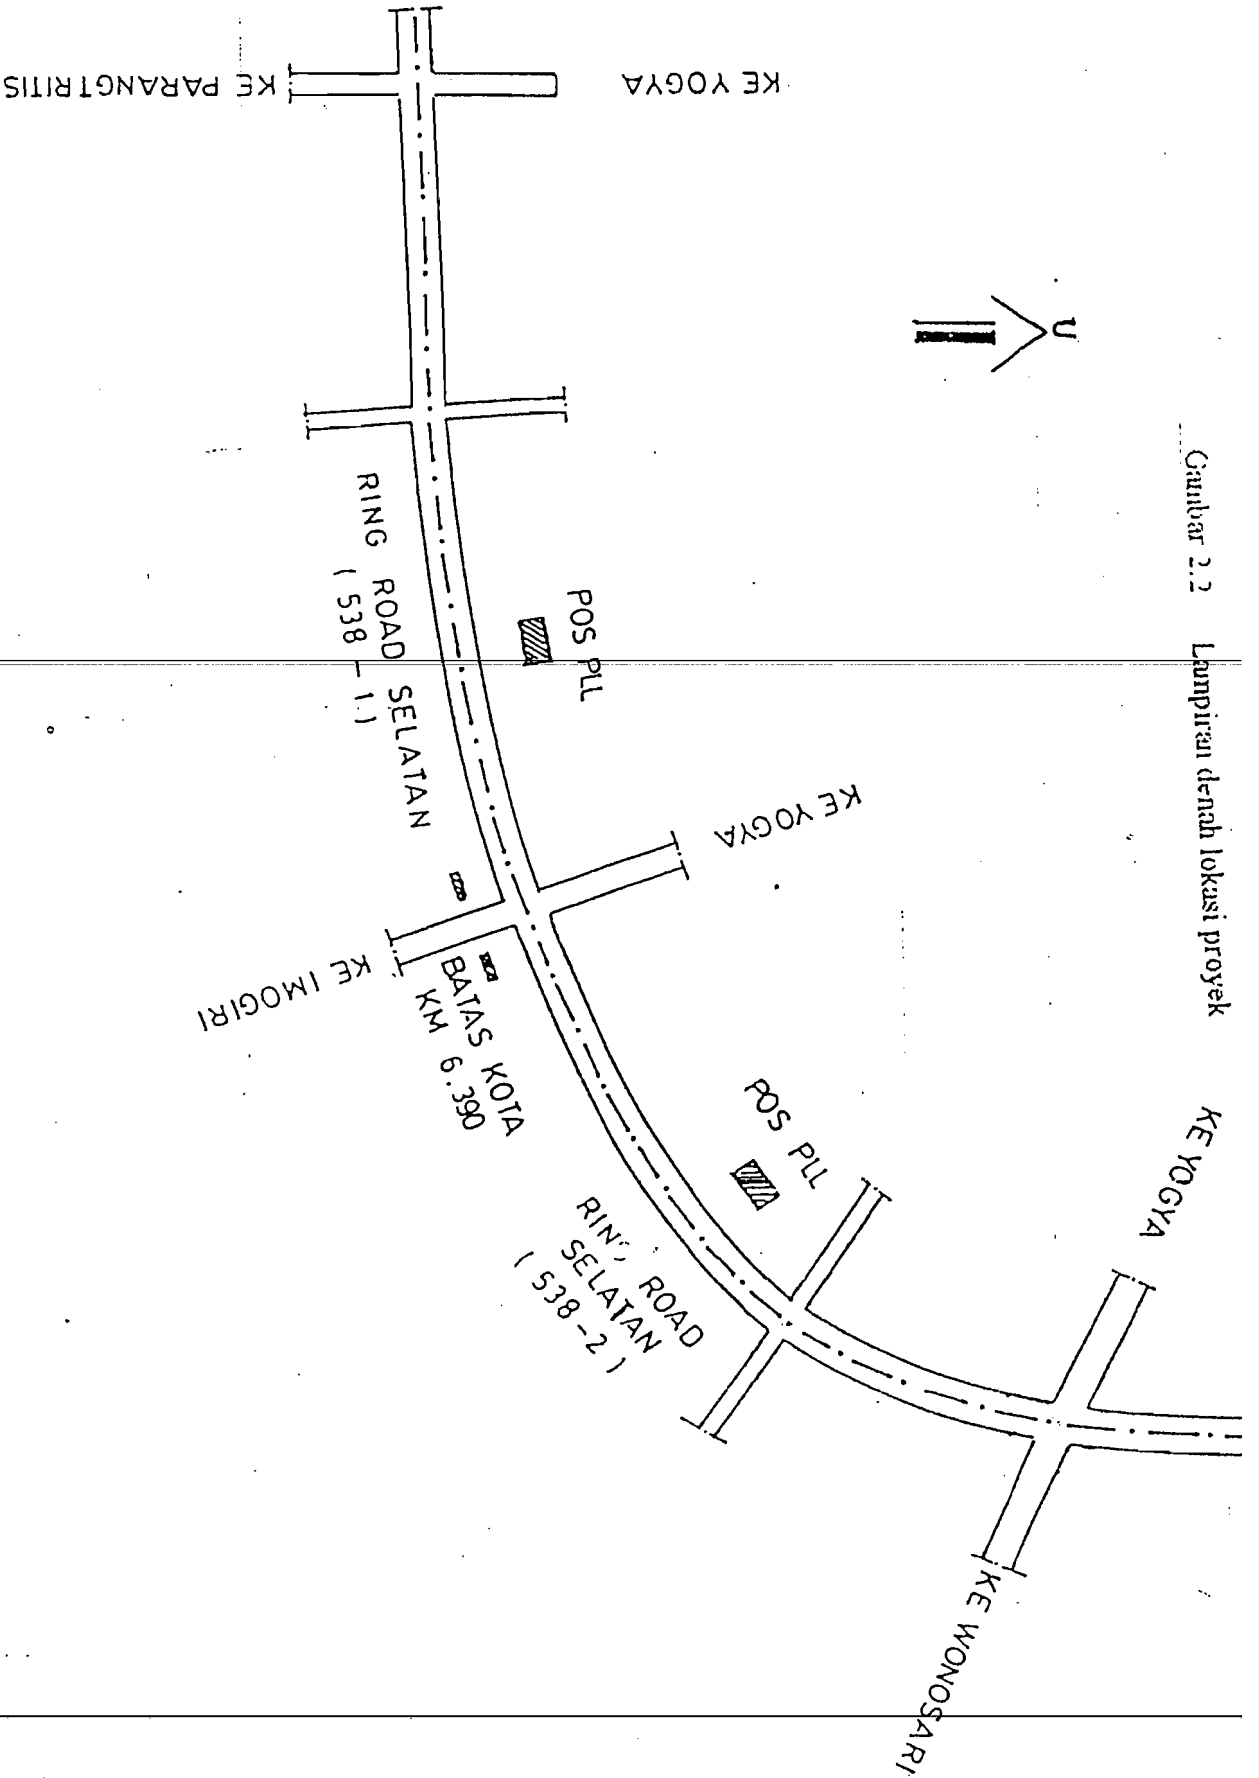 Gambar 2.2 Lampiran denah lokasi proyek
U
KE YOGYA
KE PARANGTRITIS
RING ROAD SELATAN
( 538 - 1 )
POS PLL
KE YOGYA
KE IMOGIRI
BATAS KOTA
KM 6.390
POS PLL
RING ROAD
SELATAN
( 538 - 2 )
KE YOGYA
KE WONOSARI